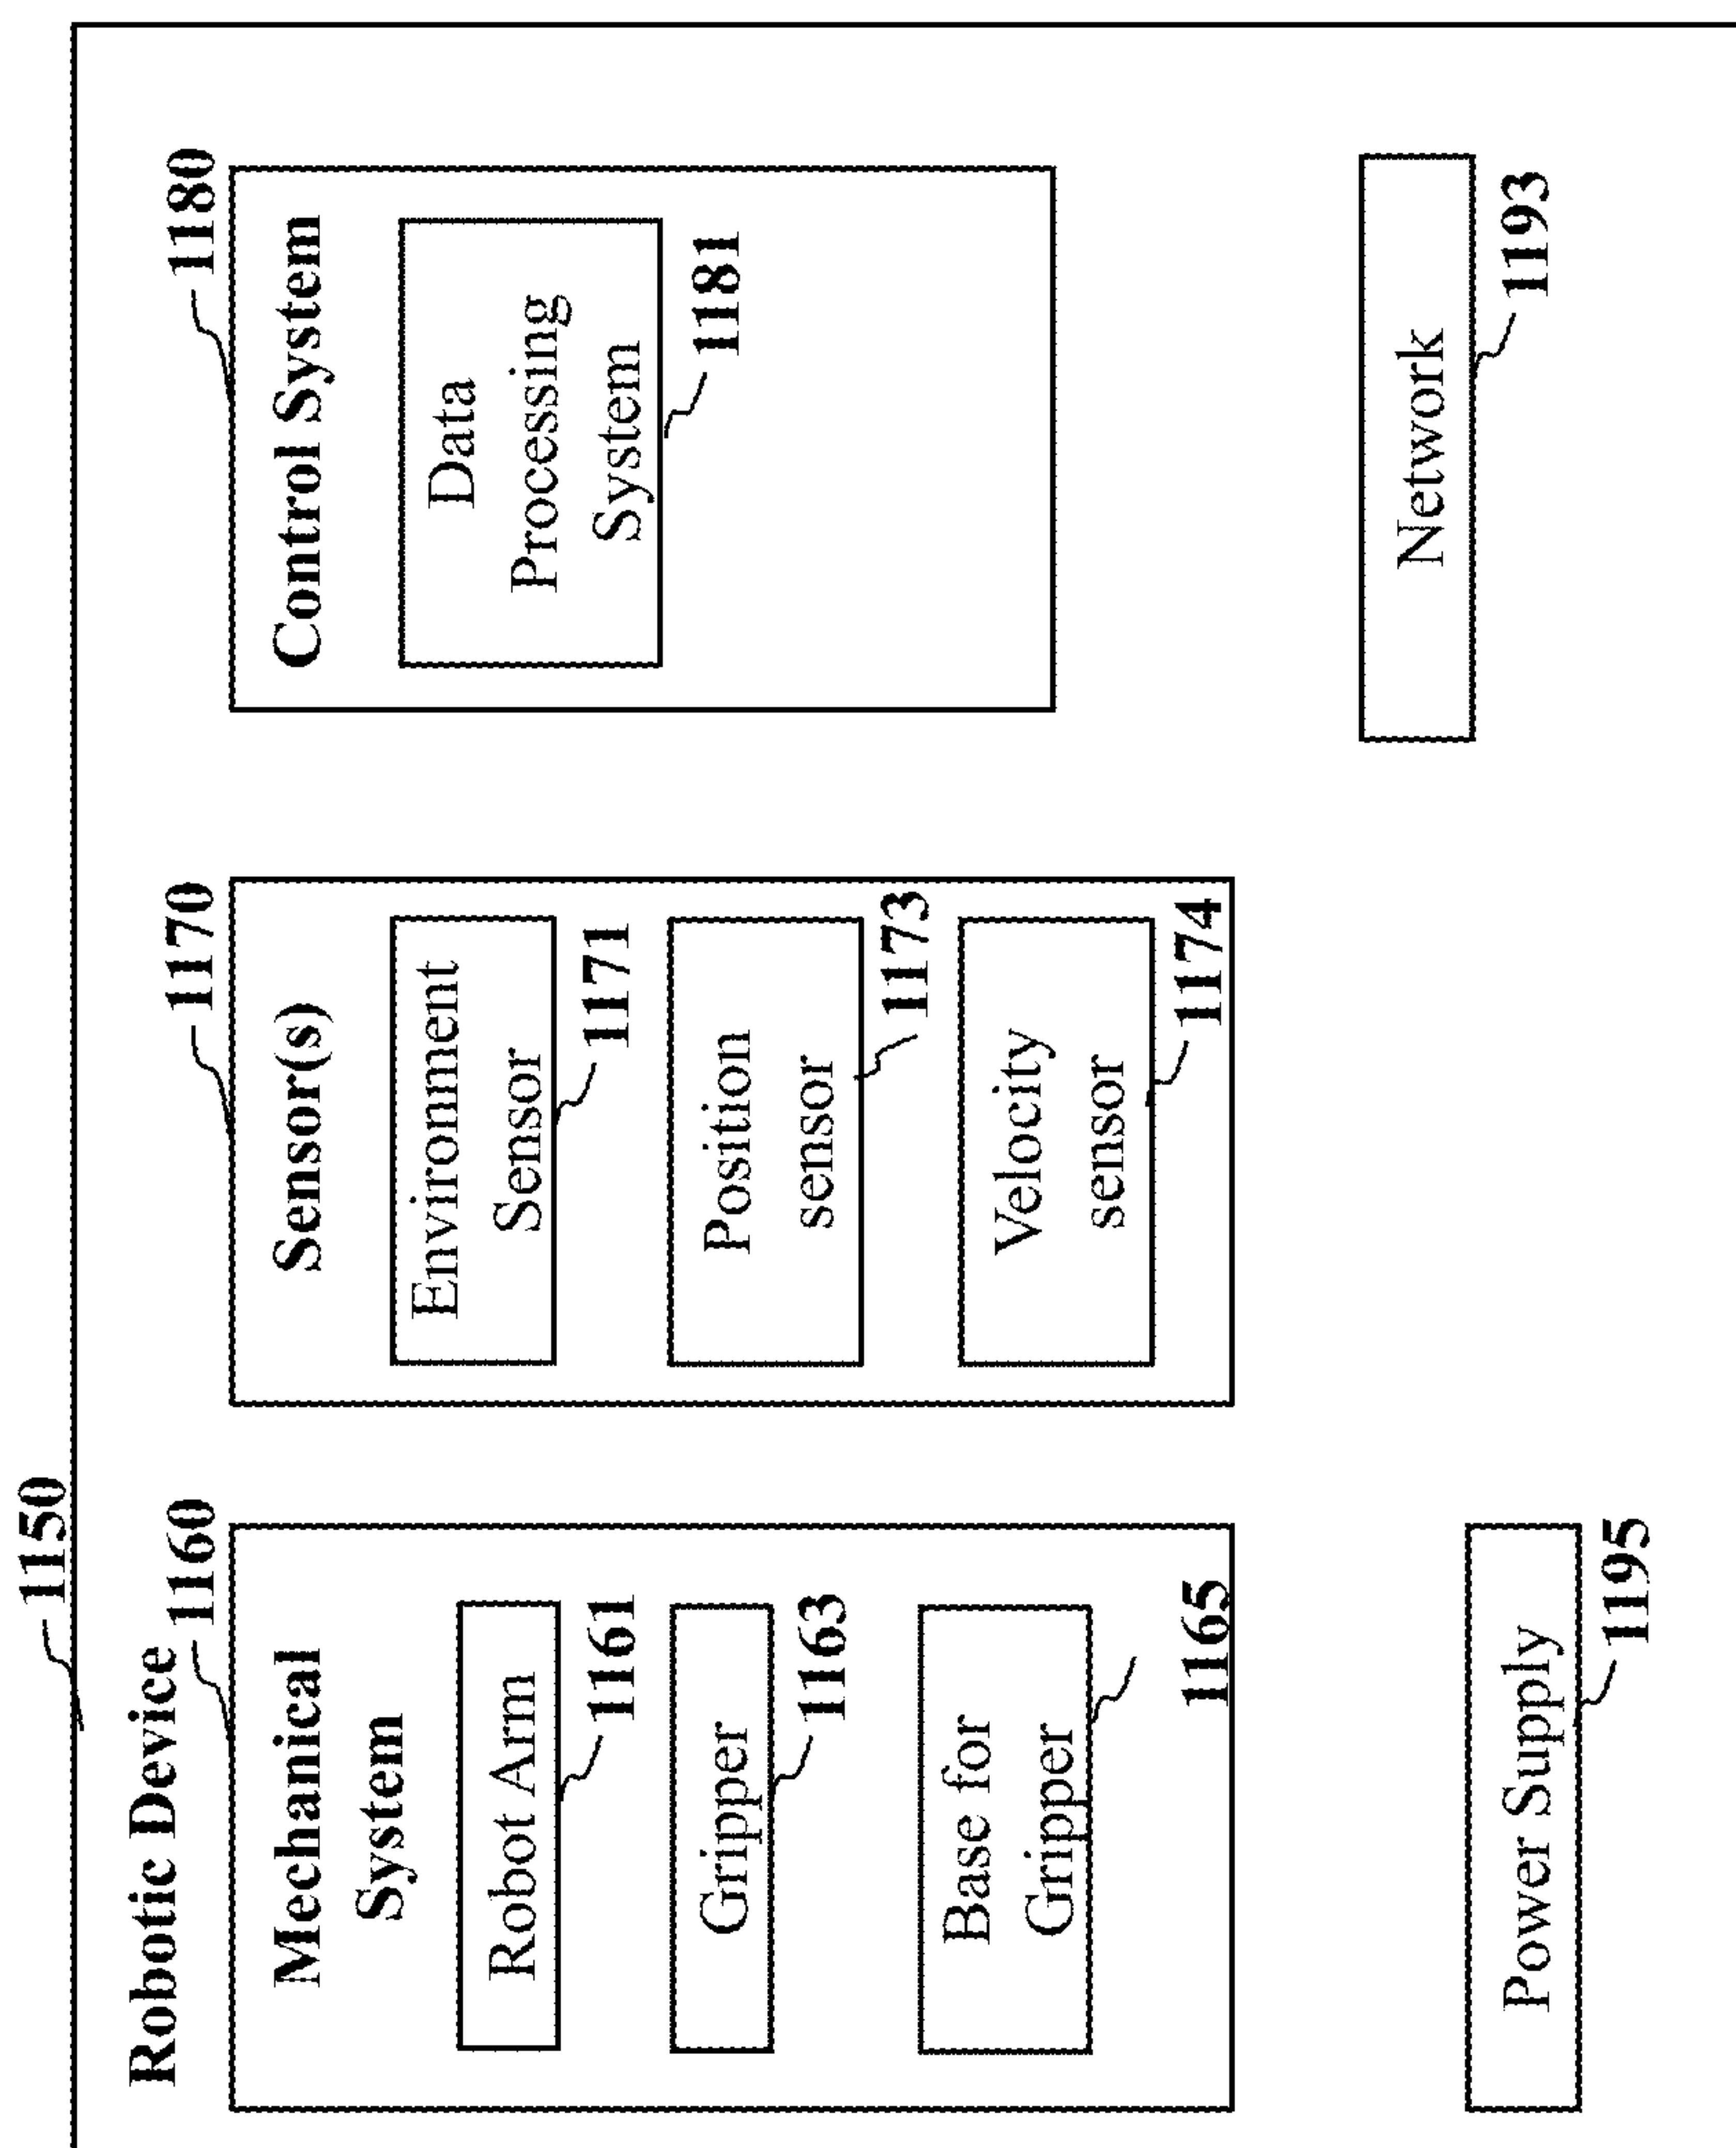 1150
Robotic Device
1160
Mechanical
System
Robot Arm
1161
Gripper
1163
Base for
Gripper
1165
1170
Sensor(s)
Environment
Sensor
1171
Position
sensor
1173
Velocity
sensor
1174
1180
Control System
Data
Processing
System
1181
Power Supply
1195
Network
1193